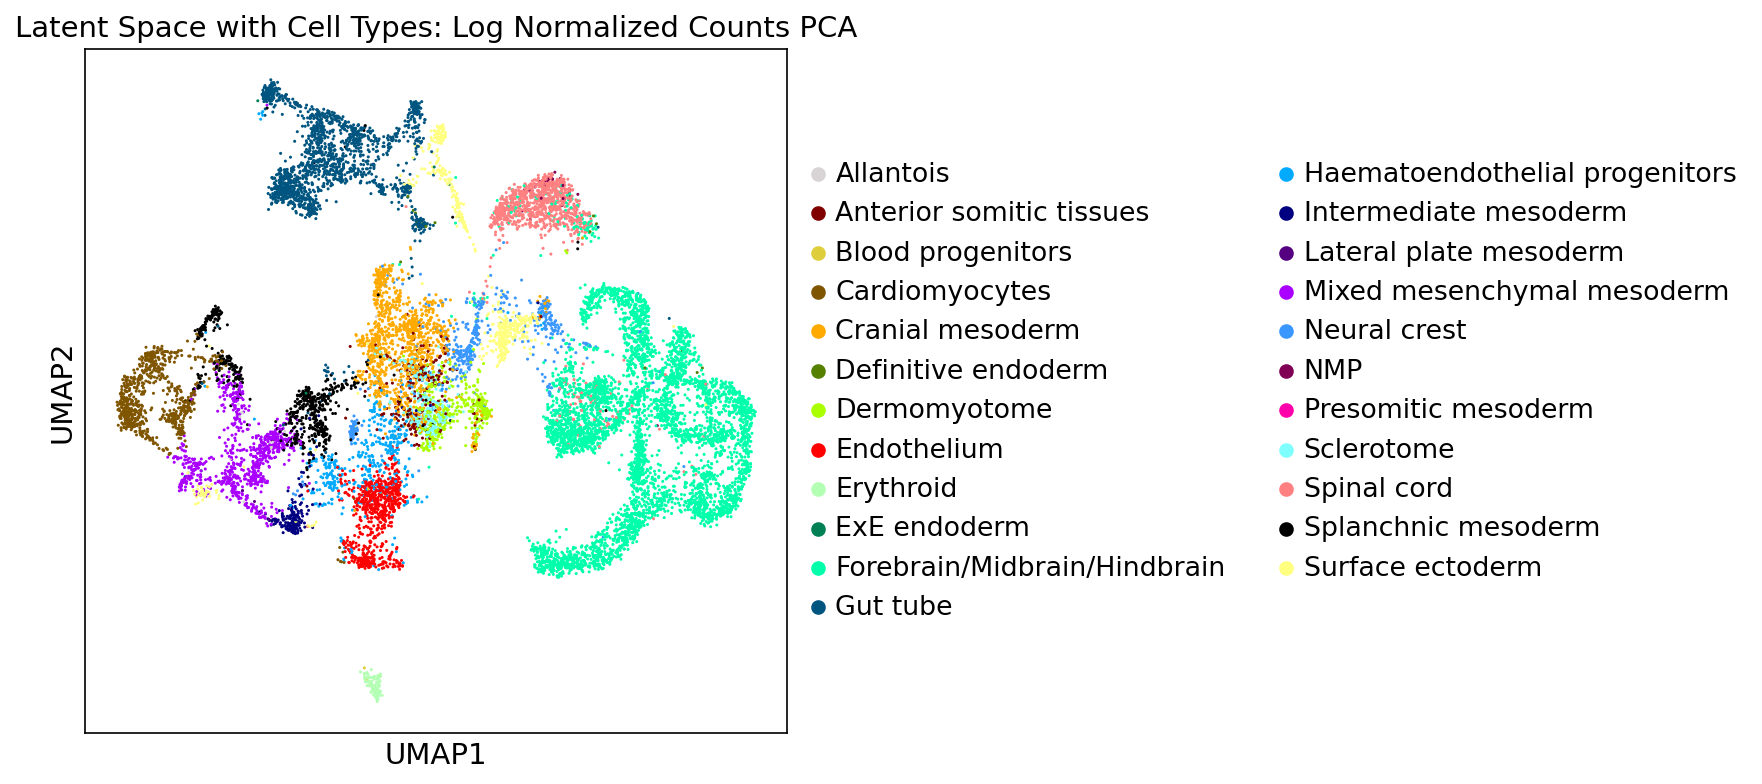 Latent Space with Cell Types: Log Normalized Counts PCA
UMAP2
UMAP1
Allantois
Anterior somitic tissues
Blood progenitors
Cardiomyocytes
Cranial mesoderm
Definitive endoderm
Dermomyotome
Endothelium
Erythroid
ExE endoderm
Forebrain/Midbrain/Hindbrain
Gut tube
Haematoendothelial progenitors
Intermediate mesoderm
Lateral plate mesoderm
Mixed mesenchymal mesoderm
Neural crest
NMP
Presomitic mesoderm
Sclerotome
Spinal cord
Splanchnic mesoderm
Surface ectoderm